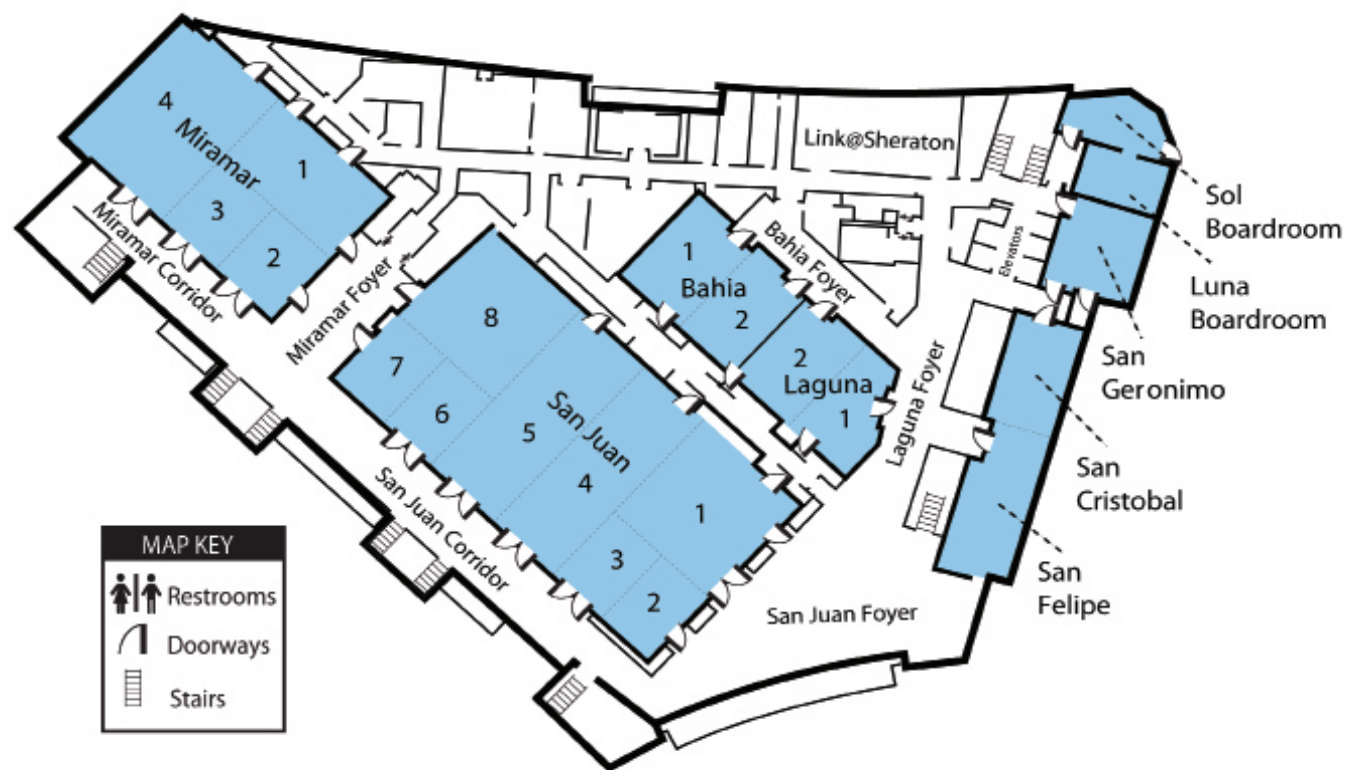 4
Miramar
1
3
2
Miramar Corridor
Miramar Foyer
Link@Sheraton
Sol
Boardroom
Luna
Boardroom
San
Geronimo
San
Cristobal
San
Felipe
Elevators
1
Bahia
2
Bahia Foyer
2
Laguna
1
Laguna Foyer
8
7
6
San Juan
5
4
1
3
2
San Juan Corridor
San Juan Foyer
MAP KEY
Restrooms
Doorways
Stairs